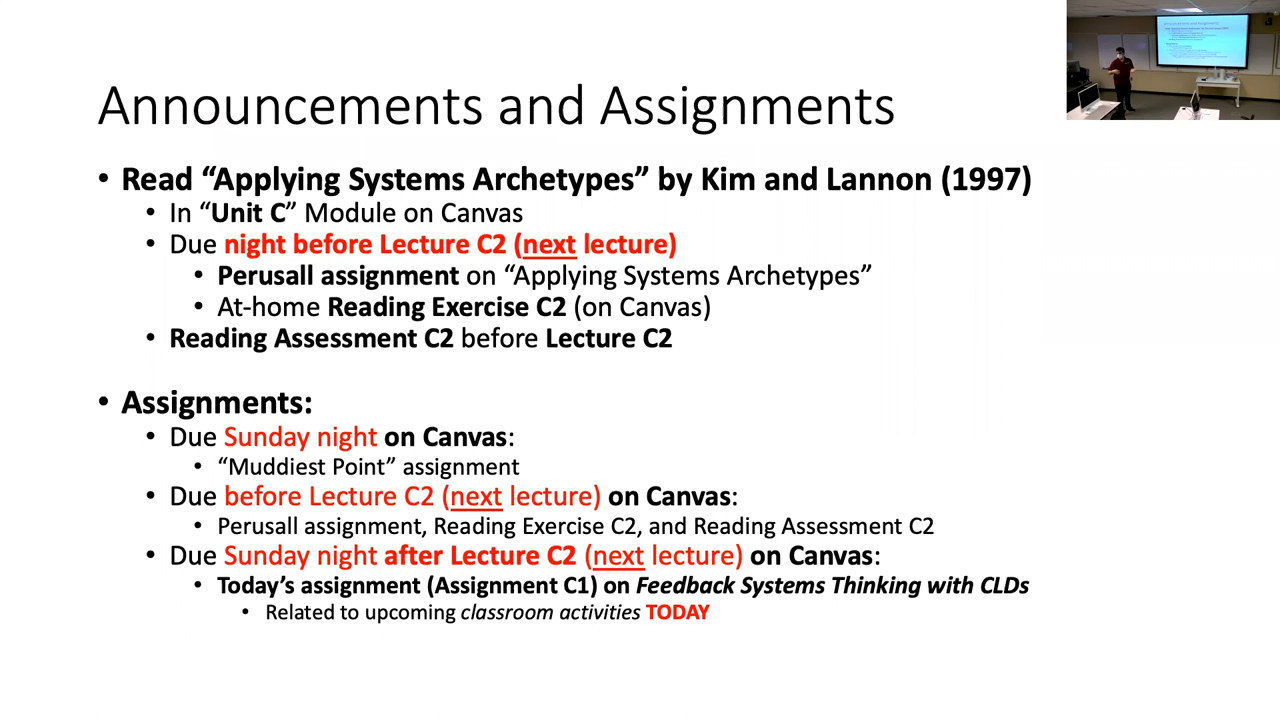 Announcements and Assignments
• Read “Applying Systems Archetypes” by Kim and Lannon (1997)
• In “Unit C” Module on Canvas
• Due night before Lecture C2 (next lecture)
• Perusall assignment on “Applying Systems Archetypes”
• At-home Reading Exercise C2 (on Canvas)
• Reading Assessment C2 before Lecture C2
• Assignments:
• Due Sunday night on Canvas:
• “Muddiest Point” assignment
• Due before Lecture C2 (next lecture) on Canvas:
• Perusall assignment, Reading Exercise C2, and Reading Assessment C2
• Due Sunday night after Lecture C2 (next lecture) on Canvas:
• Today’s assignment (Assignment C1) on Feedback Systems Thinking with CLDs
• Related to upcoming classroom activities TODAY